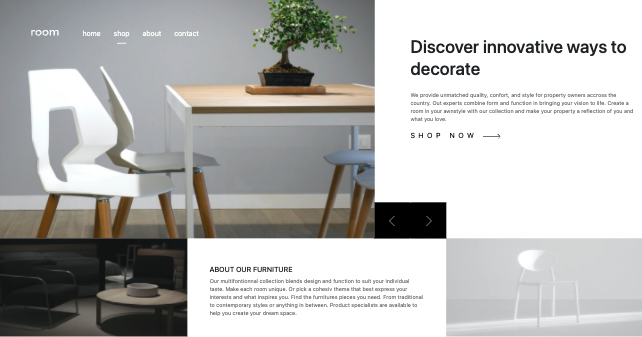 room
home shop about contact
Discover innovative ways to
decorate
We provide unmatched quality, comfort, and style for property owners accross the
country. Out experts combine form and function in bringing your vision to life. Create a
room in your awnstyle with our collection and make your property a reflection of you and
what you love.
SHOP NOW
ABOUT OUR FURNITURE
Our multifontionnal collection blends design and function to suit your individual
taste. Make each room unique. Or pick a cohesiv theme that best express your
interests and what inspires you. Find the furnitures pieces you need. From traditional
to contemporary styles or anything in between. Product specialists are available to
help you create your dream space.